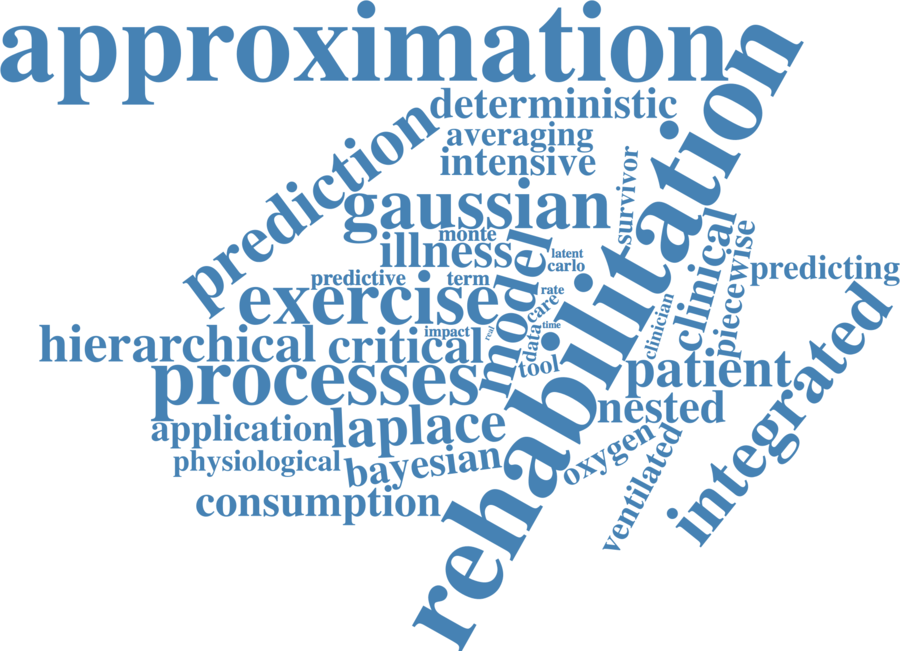 approximation
rehabilitation
deterministic
prediction
averaging
intensive
survivor
gaussian
monte
illness
model
latent
carlo
clinical
piecewise
predicting
predictive
term
exercise
rate
care
integrated
clinician
hierarchical
critical
impact
real
data
time
tool
processes
patient
nested
application
laplace
physiological
bayesian
oxygen
ventilated
consumption